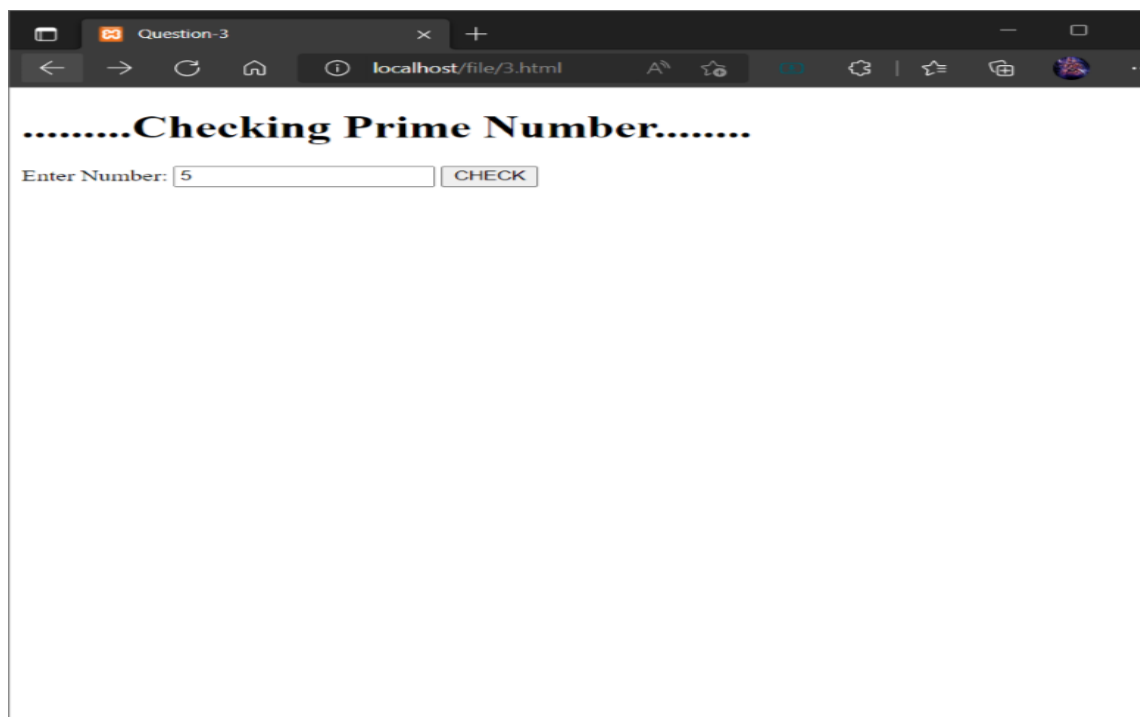 Question-3
localhost/file/3.html
.........Checking Prime Number........
Enter Number: 5 CHECK